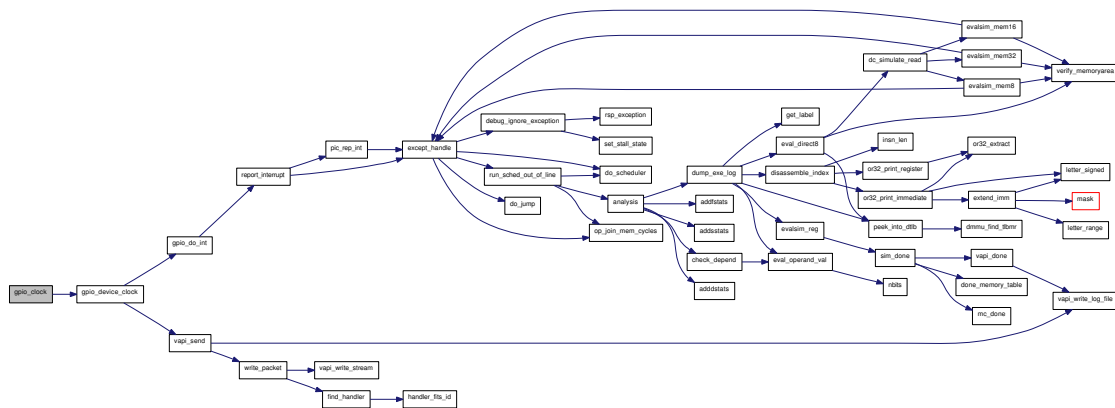 gpio_clock
gpio_device_clock
gpio_do_int
vapi_send
report_interrupt
write_packet
pic_rep_int
vapi_write_stream
find_handler
except_handle
handler_fits_id
debug_ignore_exception
run_sched_out_of_line
do_jump
rsp_exception
set_stall_state
do_scheduler
analysis
op_join_mem_cycles
dump_exe_log
addfstats
addsstats
check_depend
adddstats
get_label
eval_direct8
disassemble_index
evalsim_reg
eval_operand_val
dc_simulate_read
insn_len
or32_print_register
or32_print_immediate
peek_into_dtlb
sim_done
nbits
evalsim_mem16
evalsim_mem32
evalsim_mem8
or32_extract
extend_imm
dmmu_find_tlbmr
vapi_done
done_memory_table
mc_done
verify_memoryarea
letter_signed
mask
letter_range
vapi_write_log_file